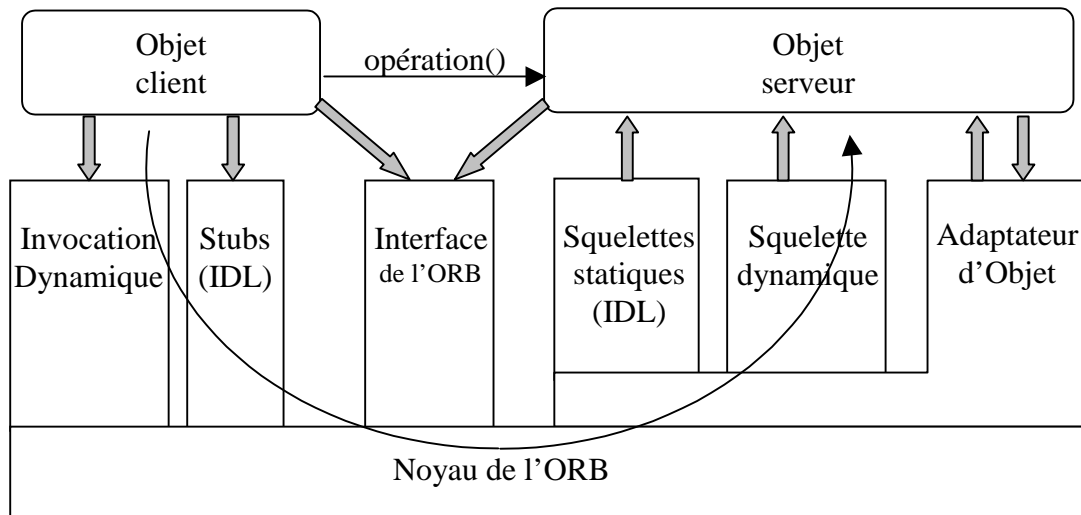 Objet
client
opération()
Objet
serveur
Invocation
Dynamique
Stubs
(IDL)
Interface
de l’ORB
Squelettes
statiques
(IDL)
Squelette
dynamique
Adaptateur
d’Objet
Noyau de l’ORB